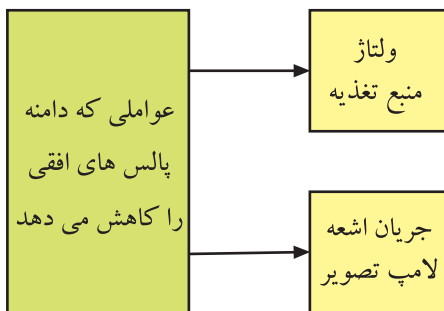 عواملی که دامنه
پالس های افقی
را کاهش می دهد
ولتاژ
منبع تغذیه
جریان اشعه
لامپ تصویر